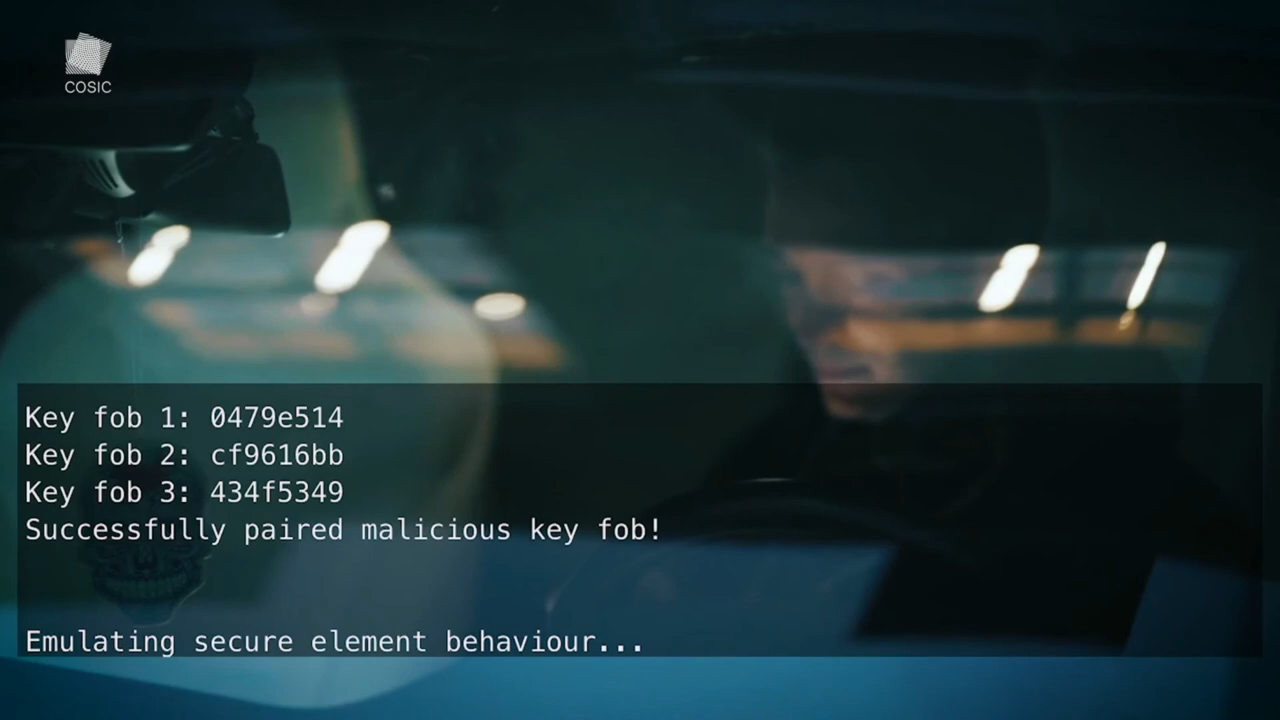 COSIC
Key fob 1: 0479e514
Key fob 2: cf9616bb
Key fob 3: 434f5349
Successfully paired malicious key fob!
Emulating secure element behaviour...